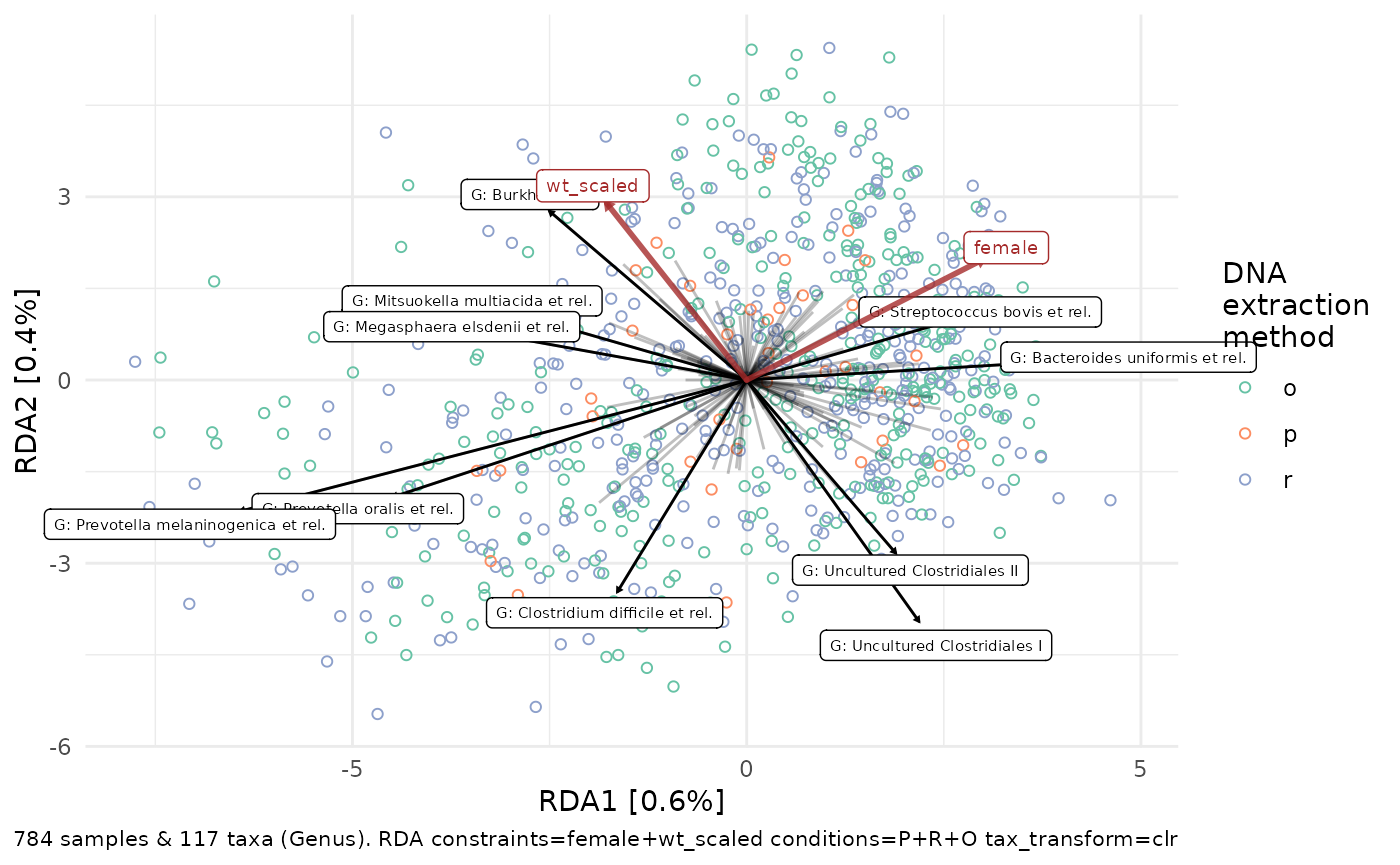 G: Burkh
wt_scaled
female
G: Mitsuokella multiacida et rel.
G: Megasphaera elsdenii et rel.
G: Streptococcus bovis et rel.
G: Bacteroides uniformis et rel.
G: Prevotella oralis et rel.
G: Prevotella melaninogenica et rel.
G: Uncultured Clostridiales II
G: Clostridium difficile et rel.
G: Uncultured Clostridiales I
RDA2 [0.4%]
3
0
-3
-6
-5
0
5
RDA1 [0.6%]
DNA
extraction
method
o
p
r
784 samples & 117 taxa (Genus). RDA constraints=female+wt_scaled conditions=P+R+O tax_transform=clr